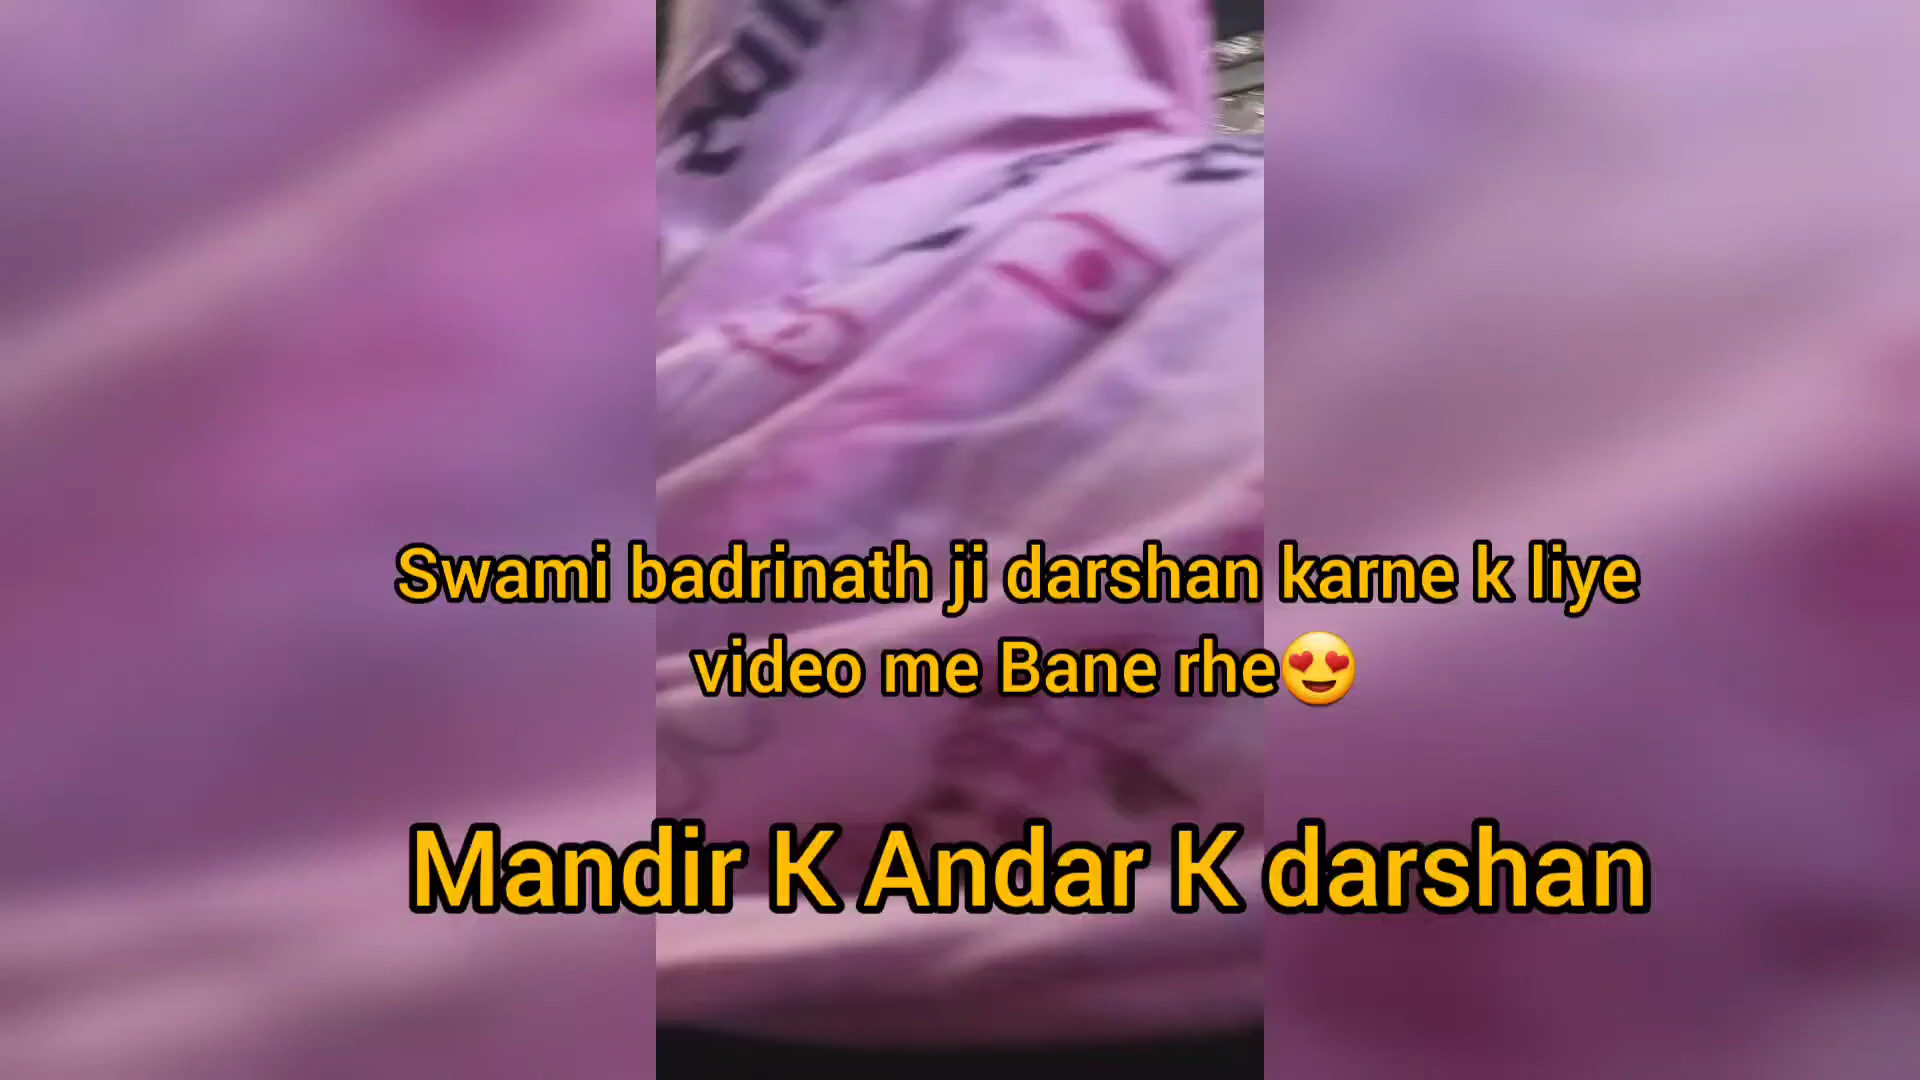 Swami badrinath ji darshan karne k liye
video me Bane rhe😍
Mandir K Andar K darshan